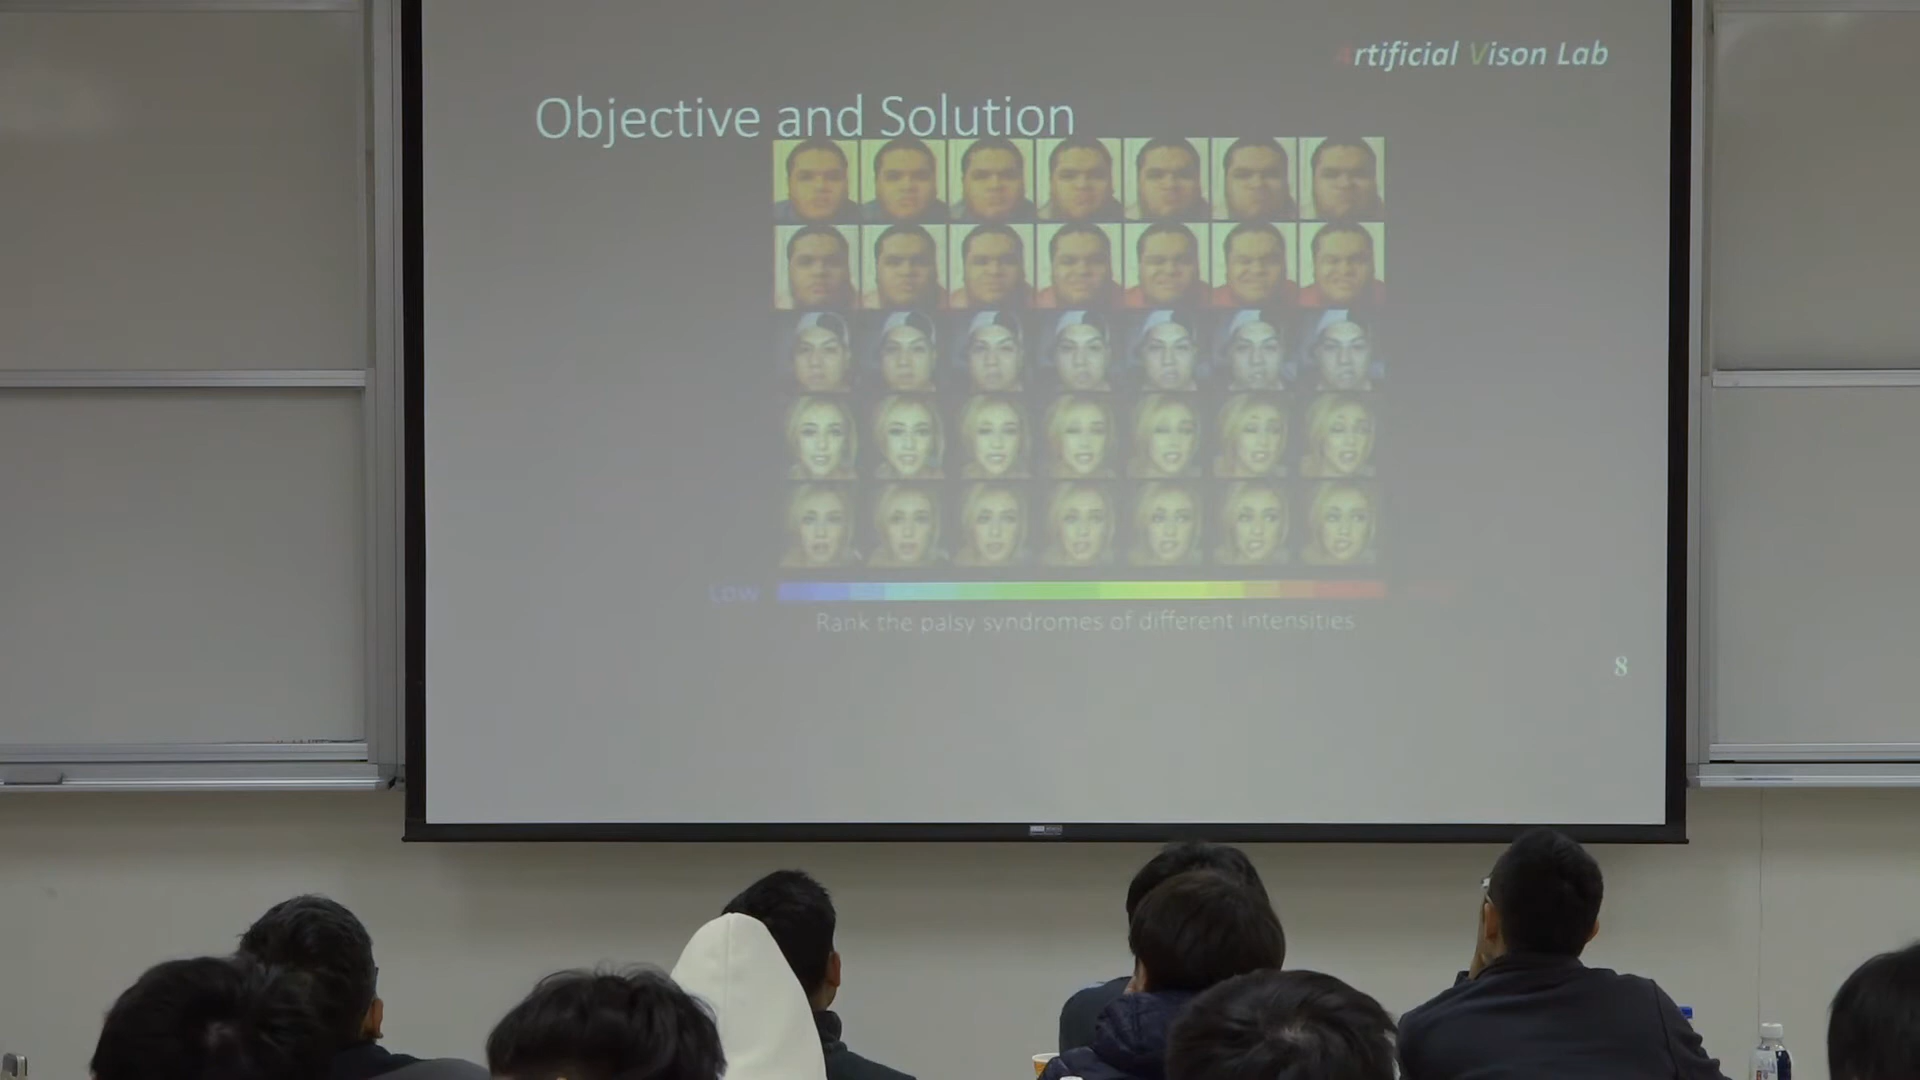 Artificial Vison Lab
Objective and Solution
Low
Rank the palsy syndromes of different intensities
8